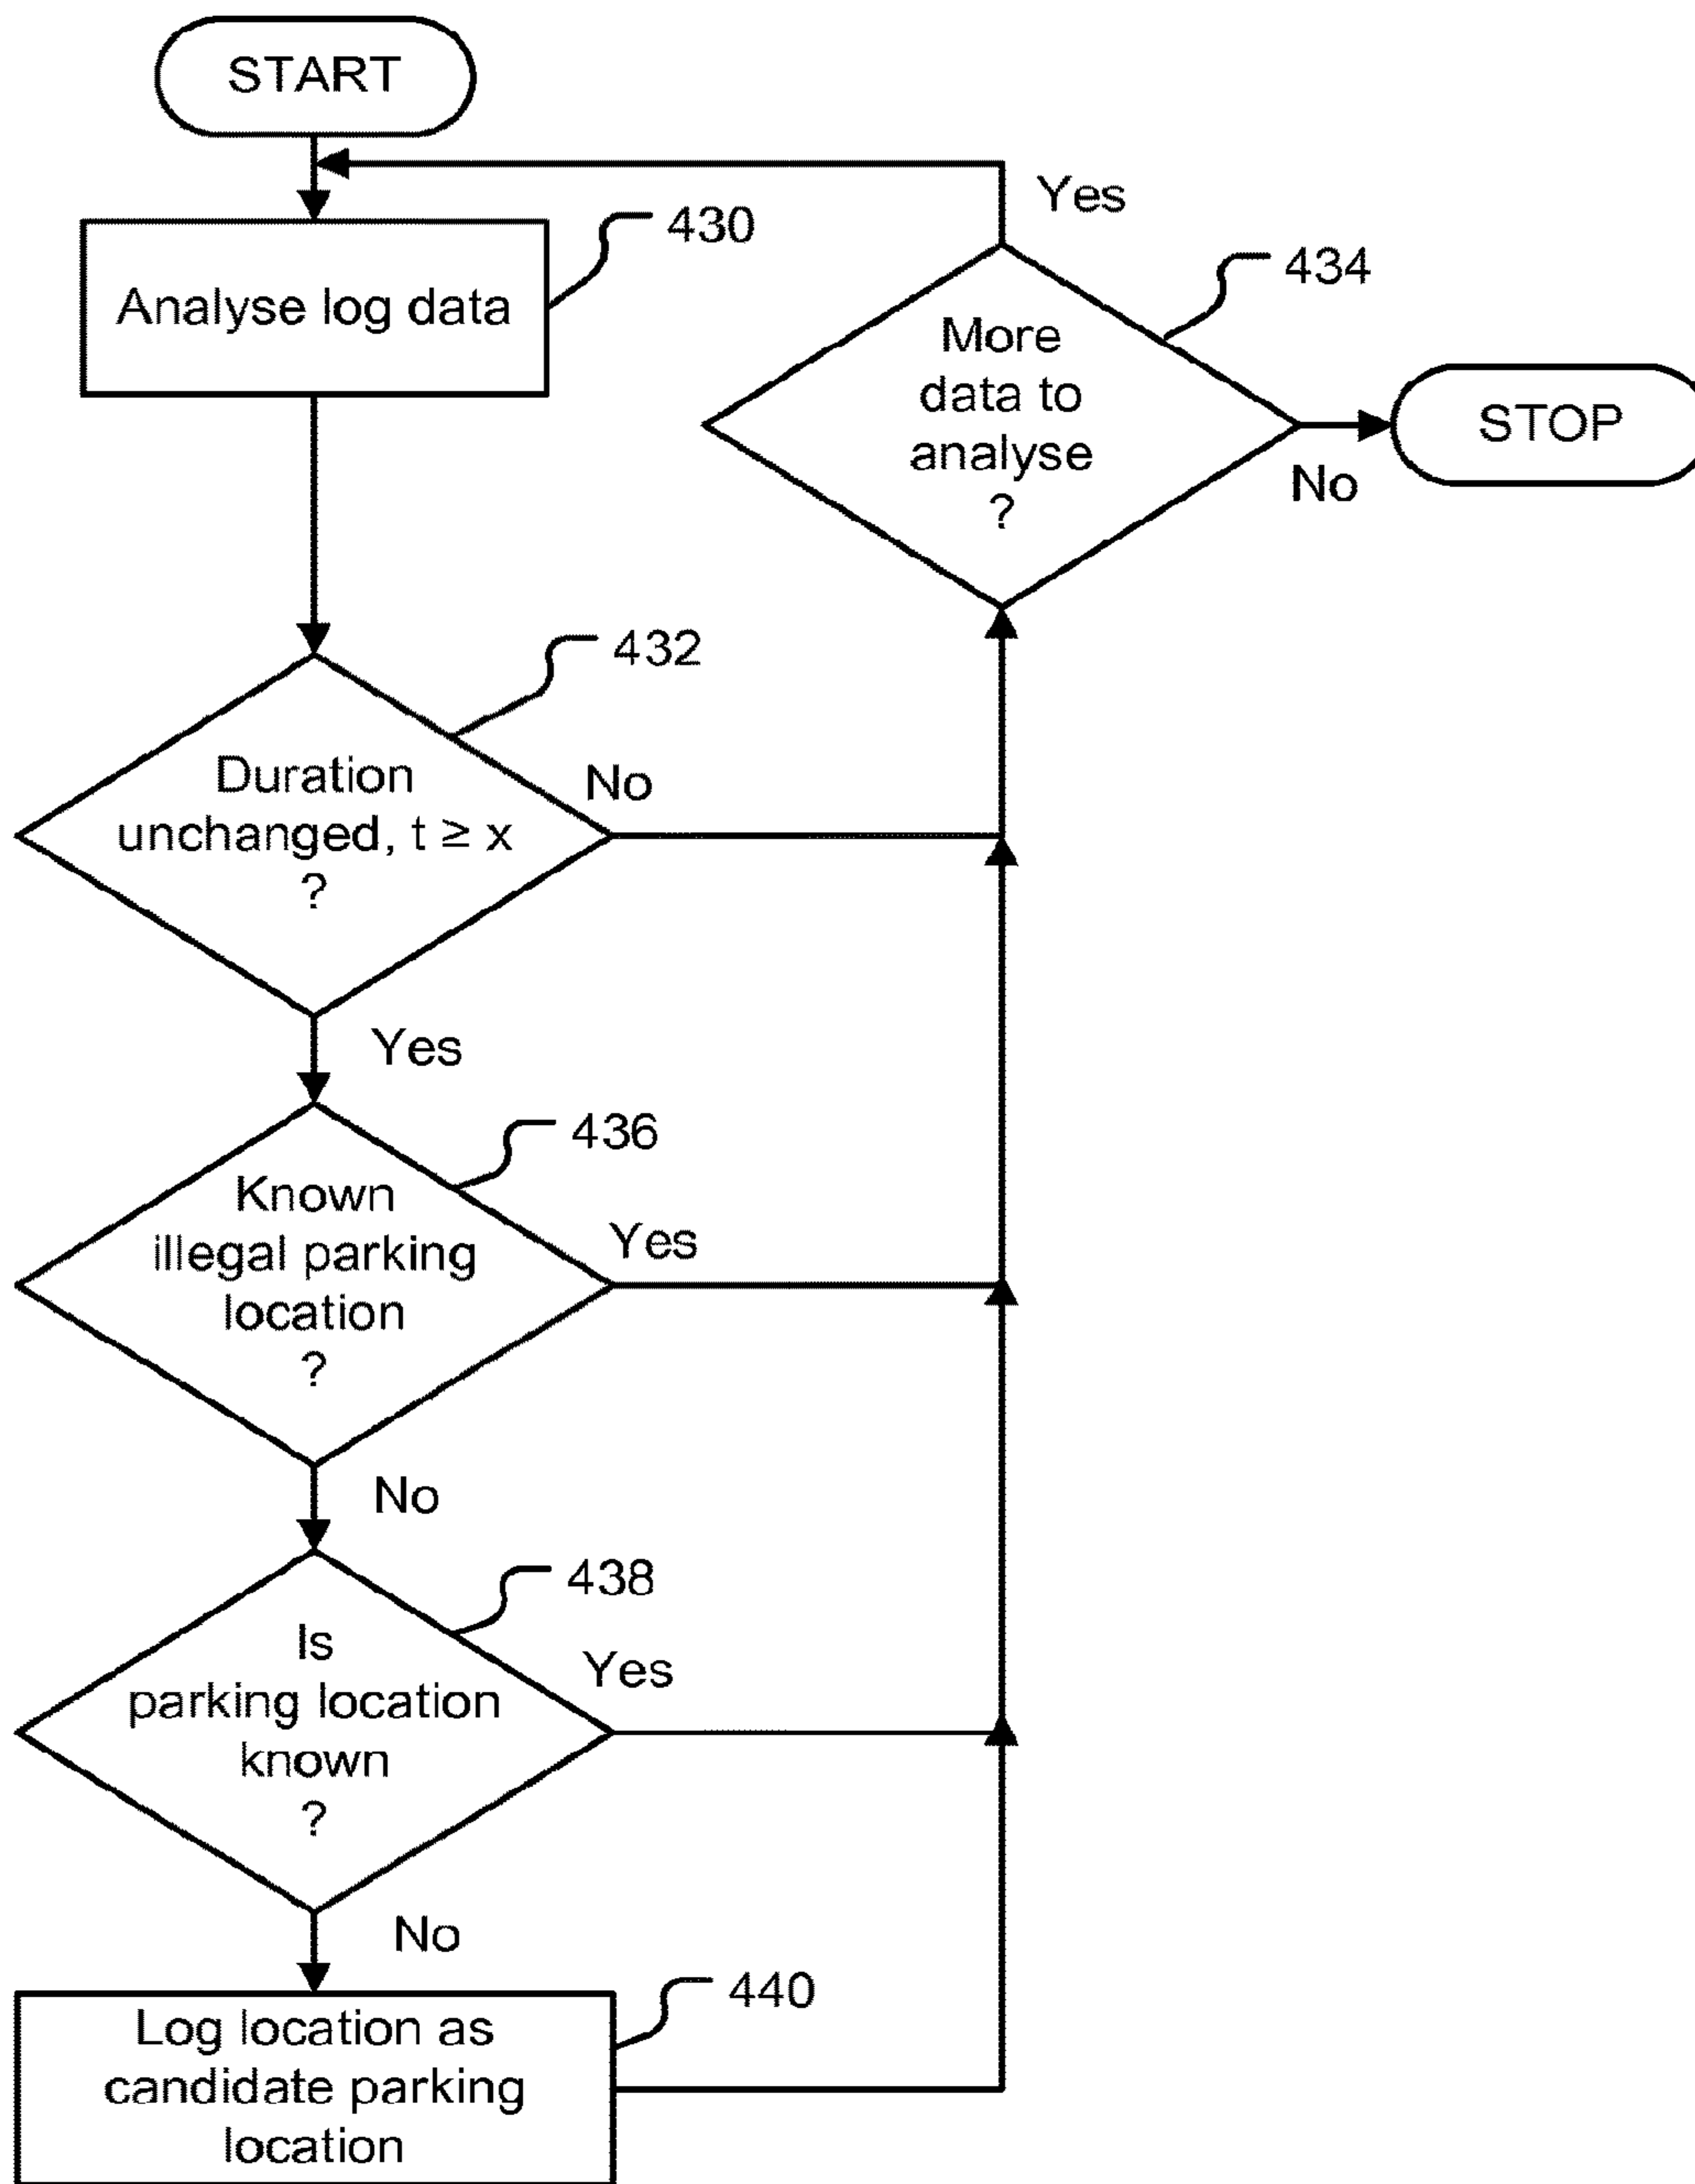 START
Yes
430
434
Analyse log data
More
data to
analyse
?
STOP
No
432
Duration
unchanged, t ≥ x
?
No
Yes
436
Known
illegal parking
location
?
Yes
No
438
Is
parking location
known
?
Yes
No
440
Log location as
candidate parking
location